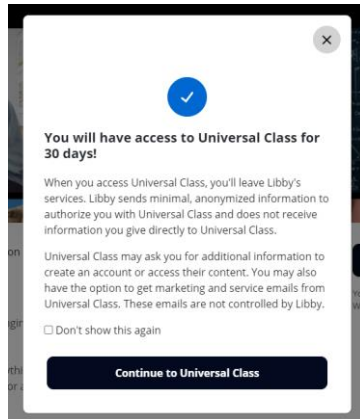 You will have access to Universal Class for
30 days!
When you access Universal Class, you'll leave Libby's
services. Libby sends minimal, anonymized information to
authorize you with Universal Class and does not receive
information you give directly to Universal Class.
Universal Class may ask you for additional information to
create an account or access their content. You may also
have the option to get marketing and service emails from
Universal Class. These emails are not controlled by Libby.
Don't show this again
Continue to Universal Class